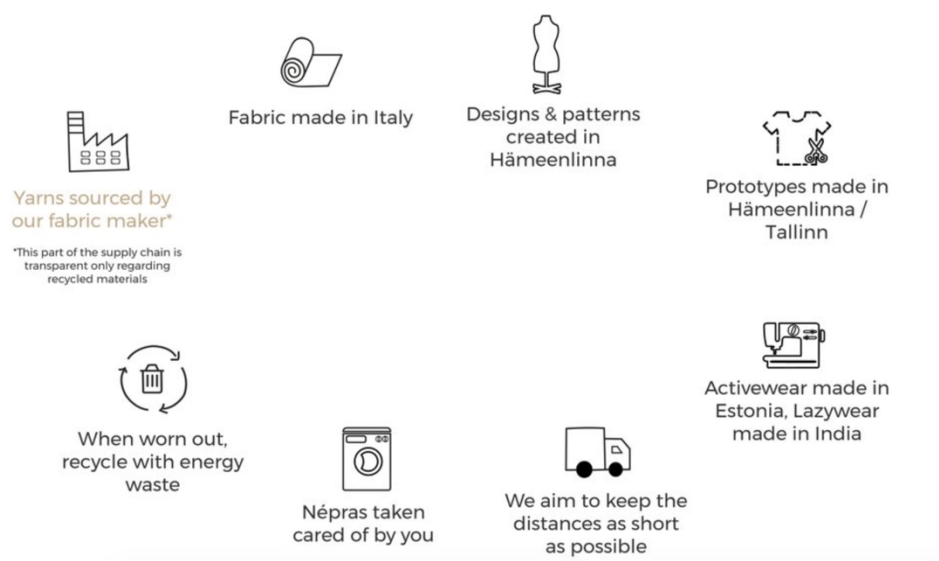 Fabric made in Italy
Designs & patterns
created in
Hämeenlinna
Prototypes made in
Hämeenlinna /
Tallinn
Yarns sourced by
our fabric maker*
*This part of the supply chain is
transparent only regarding
recycled materials
Activewear made in
Estonia, Lazywear
made in India
When worn out,
recycle with energy
waste
Népras taken
cared of by you
We aim to keep the
distances as short
as possible